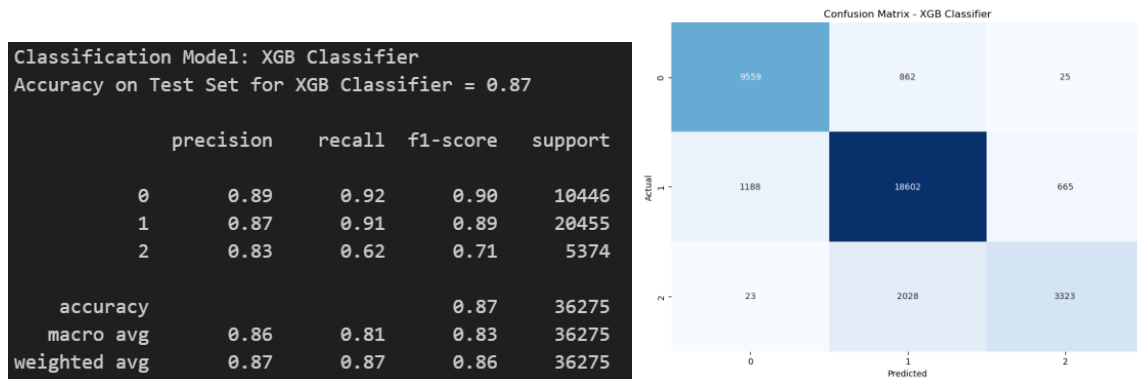 Classification Model: XGB Classifier
Accuracy on Test Set for XGB Classifier = 0.87
precision recall f1-score support
0 0.89 0.92 0.90 10446
1 0.87 0.91 0.89 20455
2 0.83 0.62 0.71 5374
accuracy 0.87 36275
macro avg 0.86 0.81 0.83 36275
weighted avg 0.87 0.87 0.86 36275
Confusion Matrix - XGB Classifier
Actual
0 9559 862 25
1 1188 18602 665
2 23 2028 3323
0 1 2
Predicted